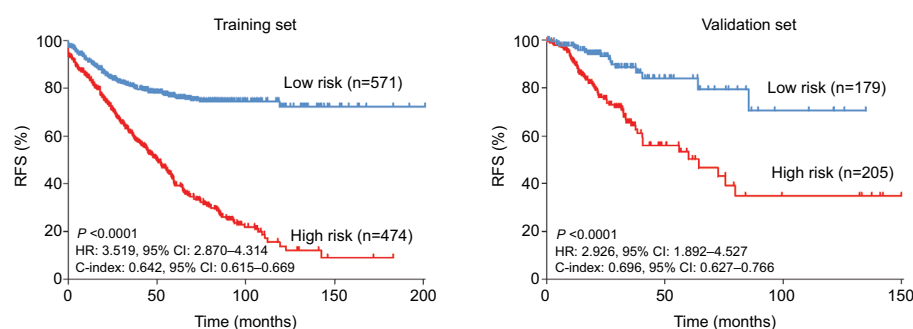 Training set
RFS (%)
100
80
60
40
20
0
Low risk (n=571)
High risk (n=474)
P <0.0001
HR: 3.519, 95% CI: 2.870–4.314
C-index: 0.642, 95% CI: 0.615–0.669
0 50 100 150 200
Time (months)
Validation set
RFS (%)
100
80
60
40
20
0
Low risk (n=179)
High risk (n=205)
P <0.0001
HR: 2.926, 95% CI: 1.892–4.527
C-index: 0.696, 95% CI: 0.627–0.766
0 50 100 150
Time (months)